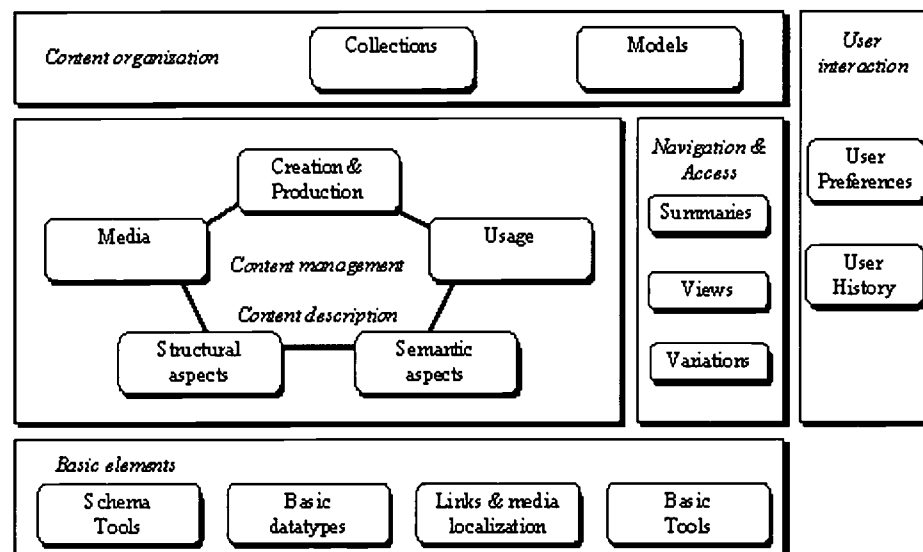 Content organization
Collections
Models
User
interaction
User
Preferences
User
History
Creation &
Production
Media
Usage
Content management
Content description
Structural
aspects
Semantic
aspects
Navigation &
Access
Summaries
Views
Variations
Basic elements
Schema
Tools
Basic
datatypes
Links & media
localization
Basic
Tools